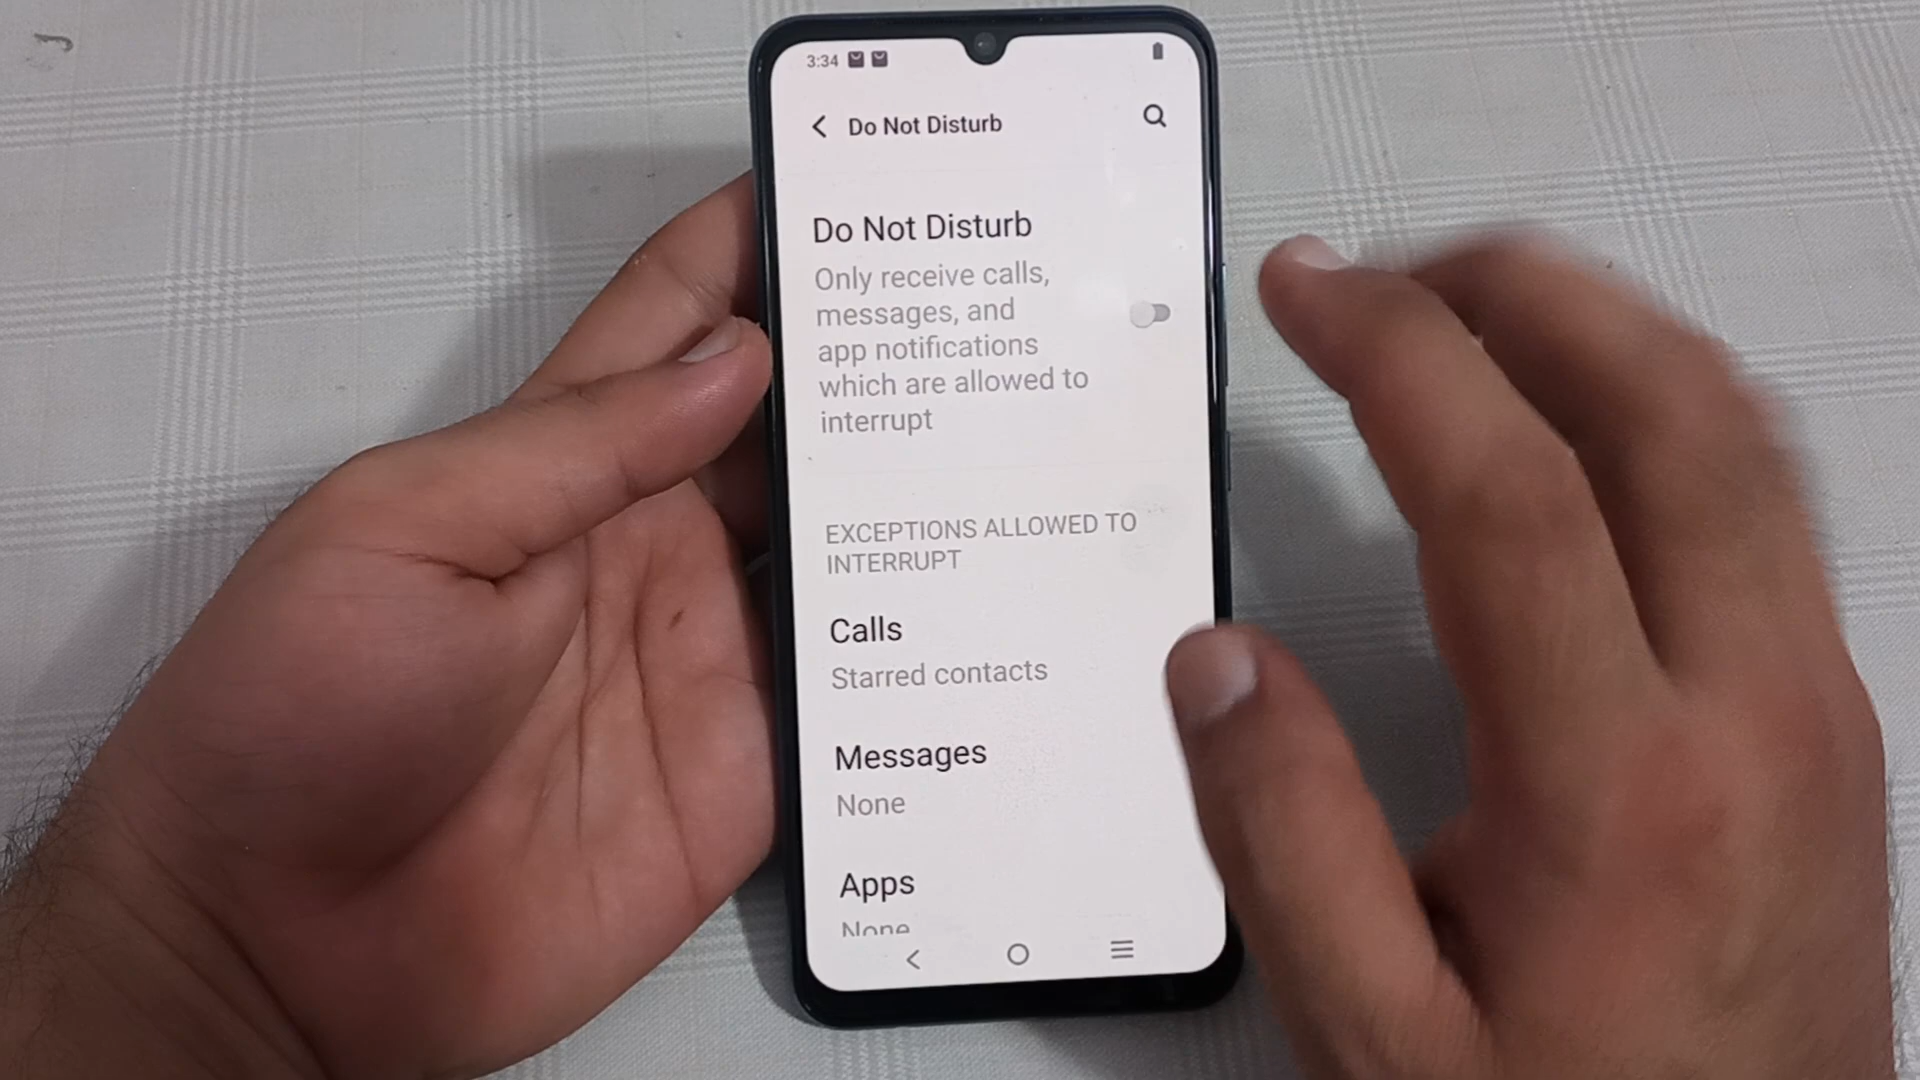 3:34
Do Not Disturb
Do Not Disturb
Only receive calls,
messages, and
app notifications
which are allowed to
interrupt
EXCEPTIONS ALLOWED TO
INTERRUPT
Calls
Starred contacts
Messages
None
Apps
None